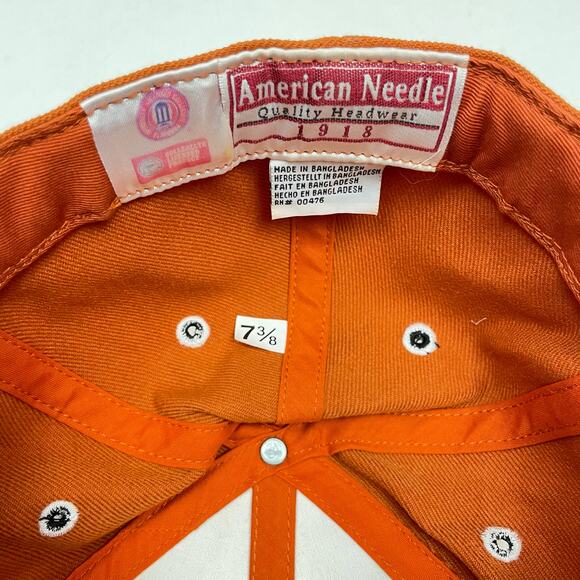 American Needle
Quality Headwear
1918
MADE IN BANGLADESH
HERGESTELLT IN BANGLADESH
FAIT EN BANGLADESH
HECHO EN BANGLADESH
RN# 00476
7 3/8